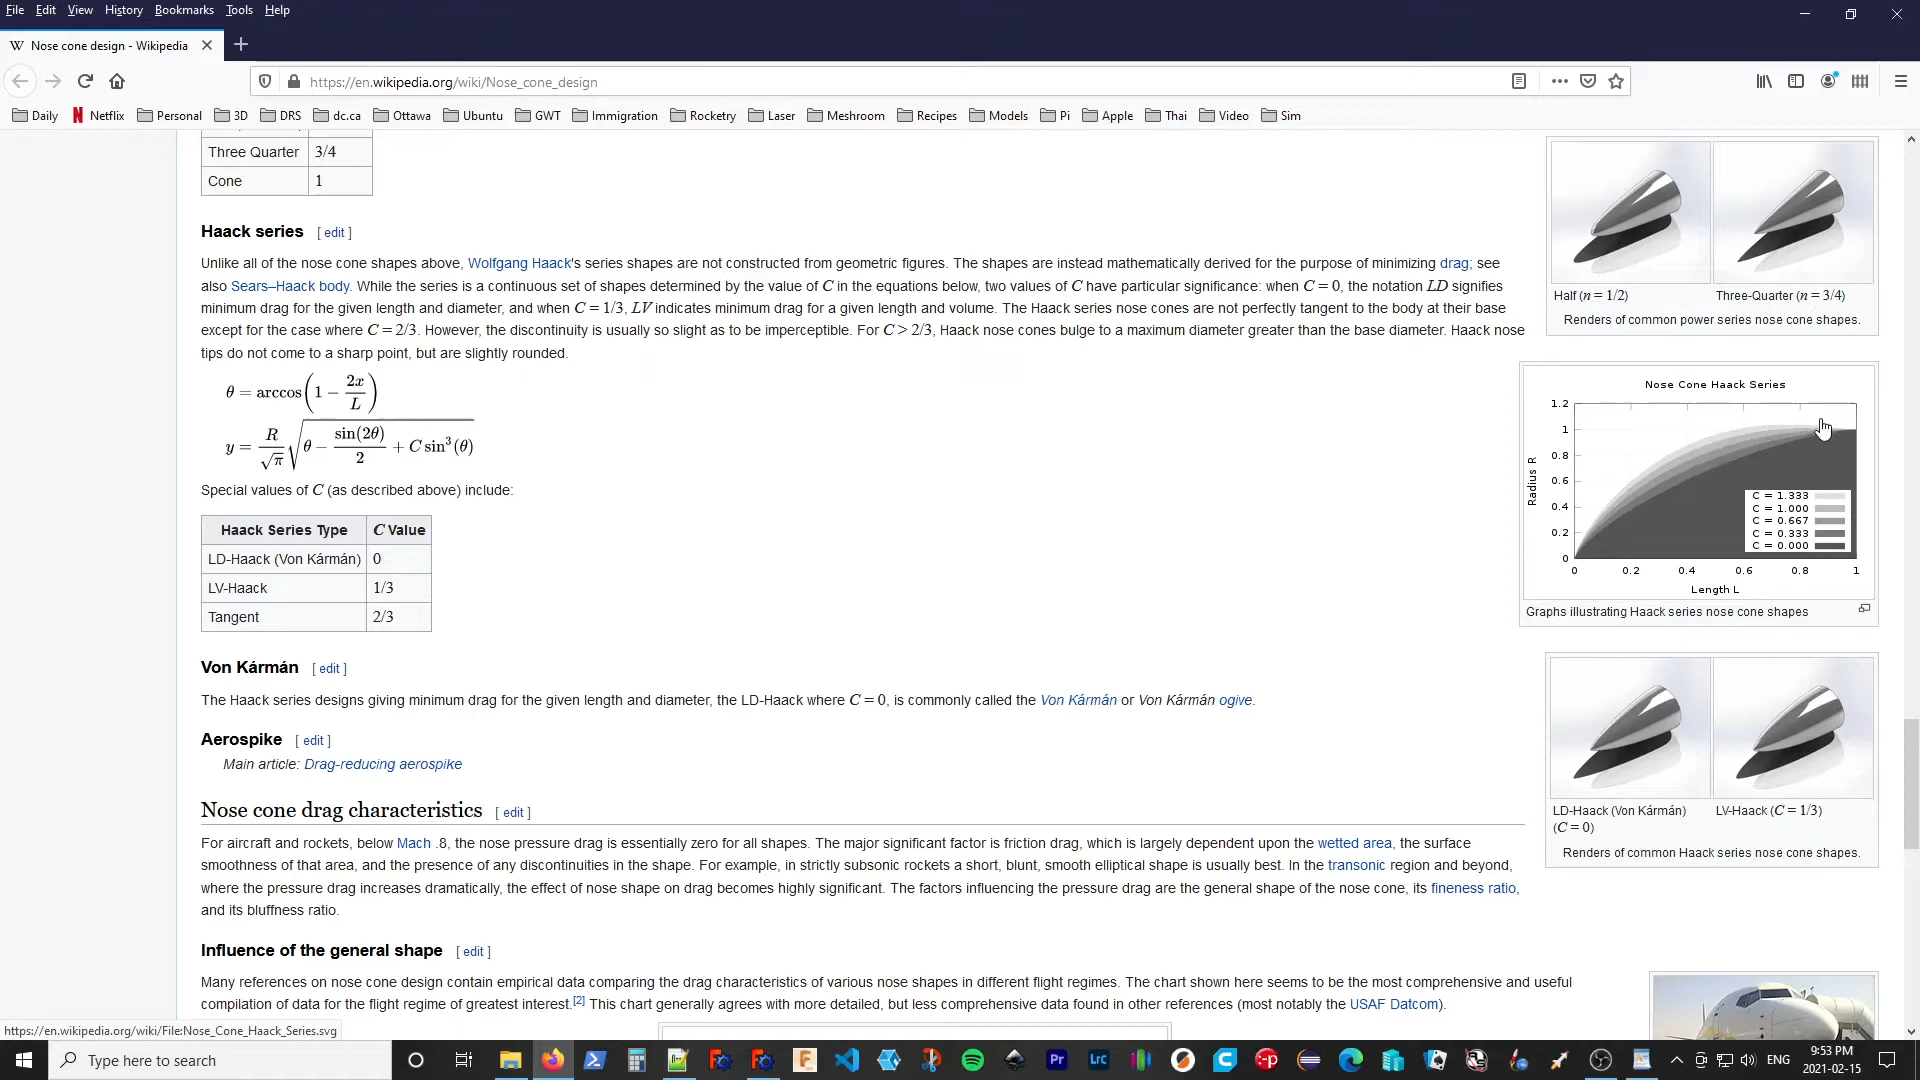 File Edit View History Bookmarks Tools Help
W Nose cone design - Wikipedia
https://en.wikipedia.org/wiki/Nose_cone_design
Daily Netflix Personal 3D DRS dc.ca Ottawa Ubuntu GWT Immigration Rocketry Laser Meshroom Recipes Models Pi Apple Thai Video Sim
Three Quarter 3/4
Cone 1
Haack series [ edit ]
Unlike all of the nose cone shapes above, Wolfgang Haack's series shapes are not constructed from geometric figures. The shapes are instead mathematically derived for the purpose of minimizing drag; see
also Sears–Haack body. While the series is a continuous set of shapes determined by the value of C in the equations below, two values of C have particular significance: when C = 0, the notation LD signifies
minimum drag for the given length and diameter, and when C = 1/3, LV indicates minimum drag for a given length and volume. The Haack series nose cones are not perfectly tangent to the body at their base
except for the case where C = 2/3. However, the discontinuity is usually so slight as to be imperceptible. For C > 2/3, Haack nose cones bulge to a maximum diameter greater than the base diameter. Haack nose
tips do not come to a sharp point, but are slightly rounded.
θ = arccos(1 − 2x/L)
y = R/√π √(θ − sin(2θ)/2 + C sin³(θ))
Special values of C (as described above) include:
Haack Series Type C Value
LD-Haack (Von Kármán) 0
LV-Haack 1/3
Tangent 2/3
Von Kármán [ edit ]
The Haack series designs giving minimum drag for the given length and diameter, the LD-Haack where C = 0, is commonly called the Von Kármán or Von Kármán ogive.
Aerospike [ edit ]
Main article: Drag-reducing aerospike
Nose cone drag characteristics [ edit ]
For aircraft and rockets, below Mach .8, the nose pressure drag is essentially zero for all shapes. The major significant factor is friction drag, which is largely dependent upon the wetted area, the surface
smoothness of that area, and the presence of any discontinuities in the shape. For example, in strictly subsonic rockets a short, blunt, smooth elliptical shape is usually best. In the transonic region and beyond,
where the pressure drag increases dramatically, the effect of nose shape on drag becomes highly significant. The factors influencing the pressure drag are the general shape of the nose cone, its fineness ratio,
and its bluffness ratio.
Influence of the general shape [ edit ]
Many references on nose cone design contain empirical data comparing the drag characteristics of various nose shapes in different flight regimes. The chart shown here seems to be the most comprehensive and useful
compilation of data for the flight regime of greatest interest.[2] This chart generally agrees with more detailed, but less comprehensive data found in other references (most notably the USAF Datcom).
Half (n = 1/2) Three-Quarter (n = 3/4)
Renders of common power series nose cone shapes.
Nose Cone Haack Series
1.2
1
0.8
0.6
0.4
0.2
0
Radius R
C = 1.333
C = 1.000
C = 0.667
C = 0.333
C = 0.000
0 0.2 0.4 0.6 0.8 1
Length L
Graphs illustrating Haack series nose cone shapes
LD-Haack (Von Kármán) LV-Haack (C = 1/3)
(C = 0)
Renders of common Haack series nose cone shapes.
https://en.wikipedia.org/wiki/File:Nose_Cone_Haack_Series.svg
Type here to search
Pr
Lrc
ENG
9:53 PM
2021-02-15